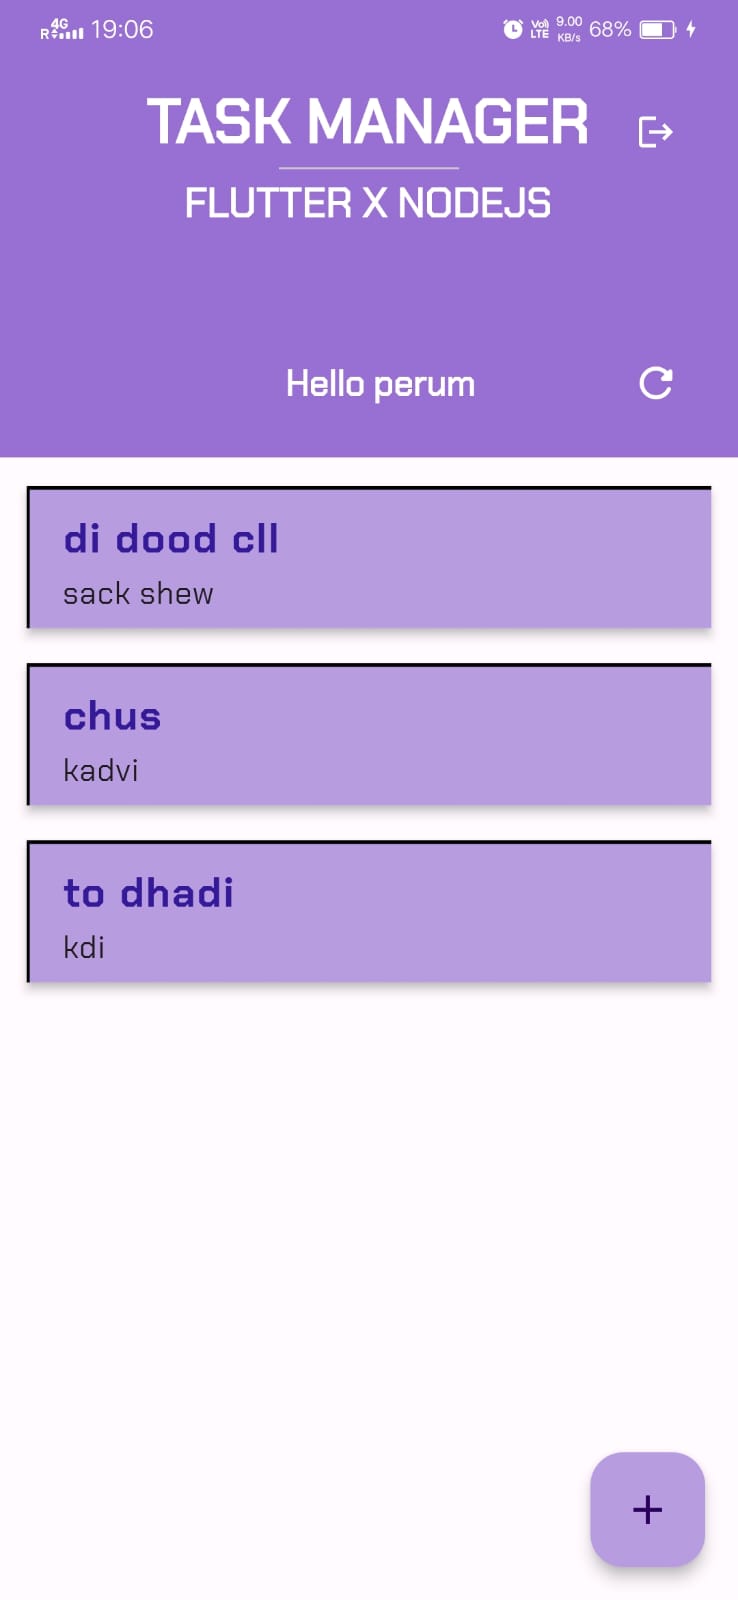 4G
R 19:06 Vo) LTE 9.00 KB/s 68%
TASK MANAGER
FLUTTER X NODEJS
Hello perum
di dood cll
sack shew
chus
kadvi
to dhadi
kdi